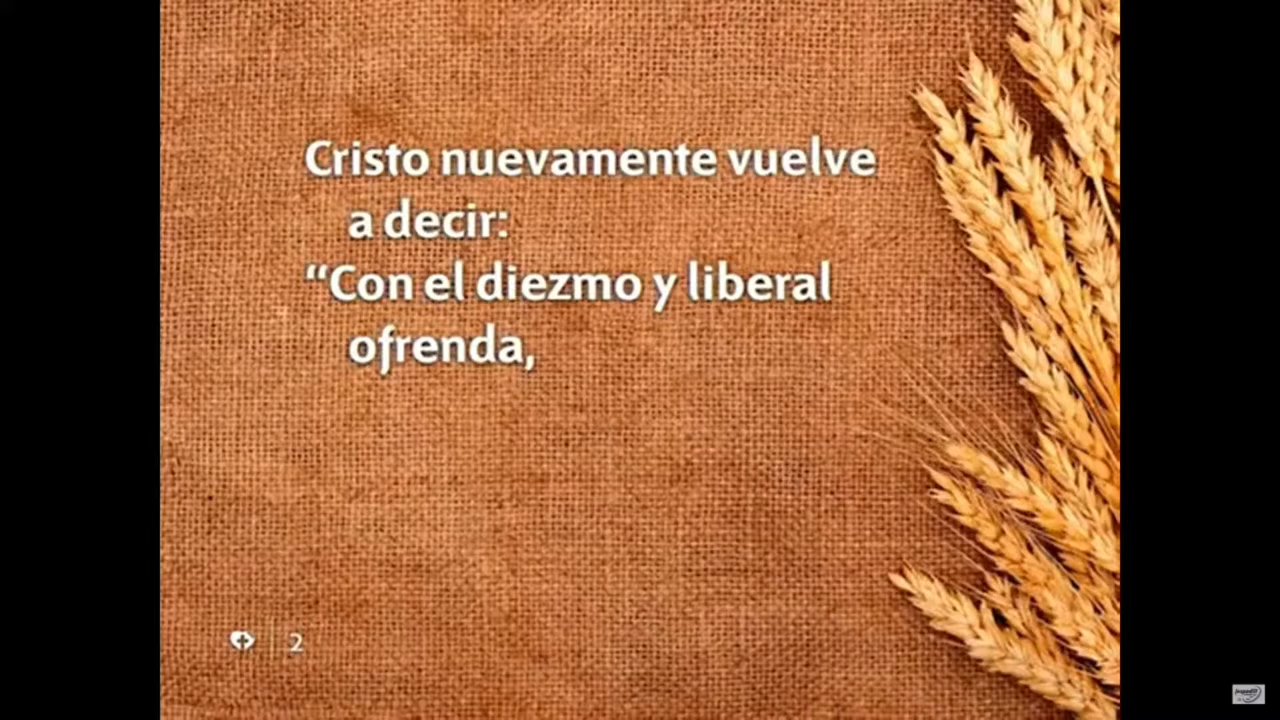 Cristo nuevamente vuelve
a decir:
“Con el diezmo y liberal
ofrenda,
2